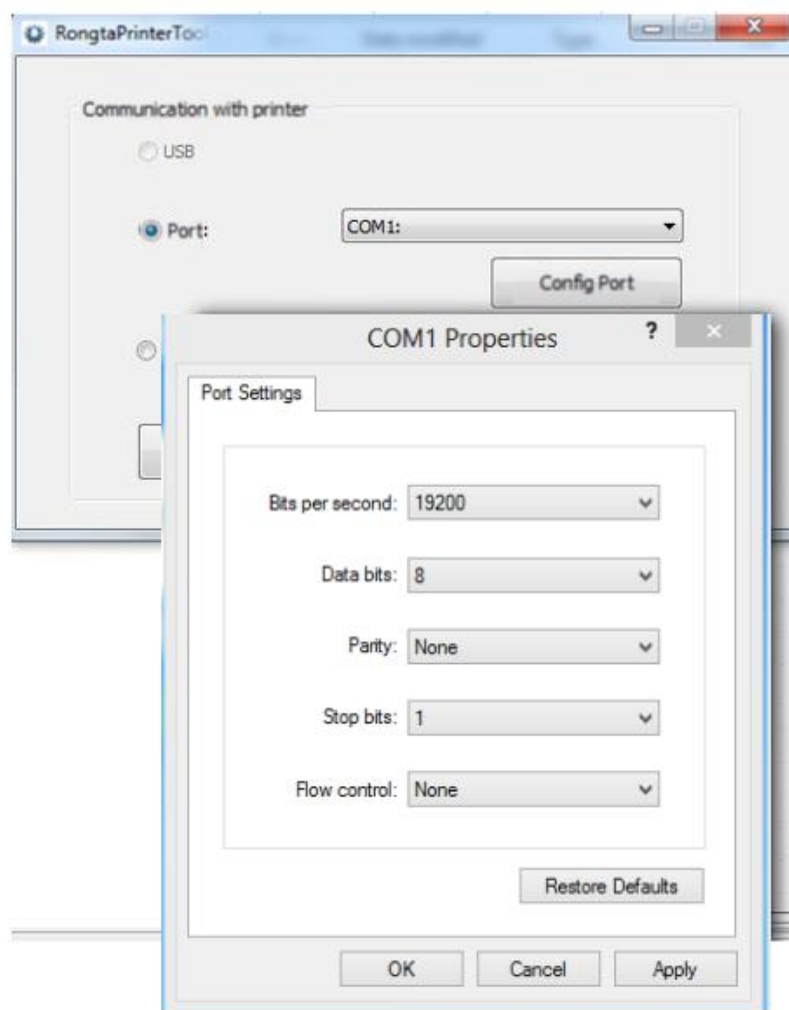 RongtaPrinterTool
Communication with printer
USB
Port: COM1:
Config Port
COM1 Properties ?
Port Settings
Bits per second: 19200
Data bits: 8
Parity: None
Stop bits: 1
Flow control: None
Restore Defaults
OK Cancel Apply